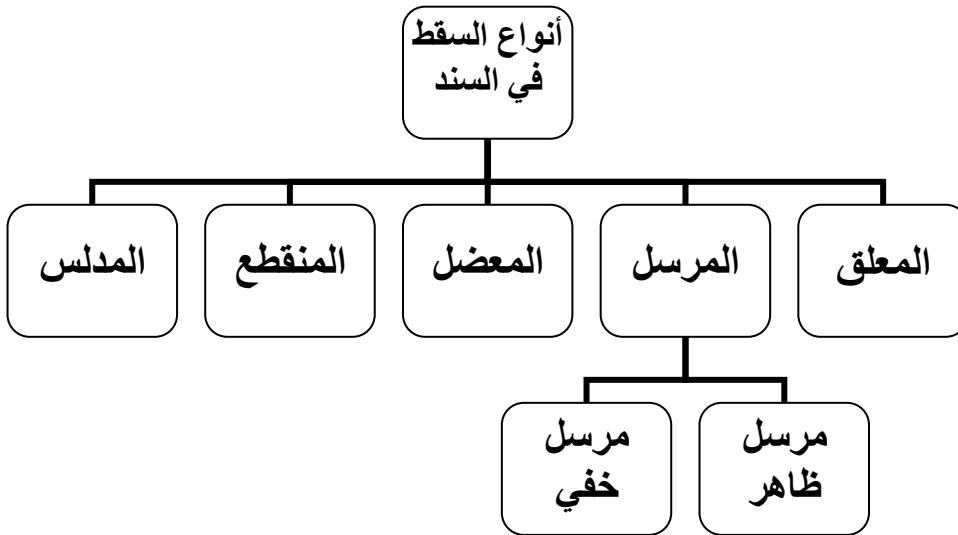 أنواع السقط
في السند
المعلق
المرسل
المعضل
المنقطع
المدلس
مرسل
ظاهر
مرسل
خفي